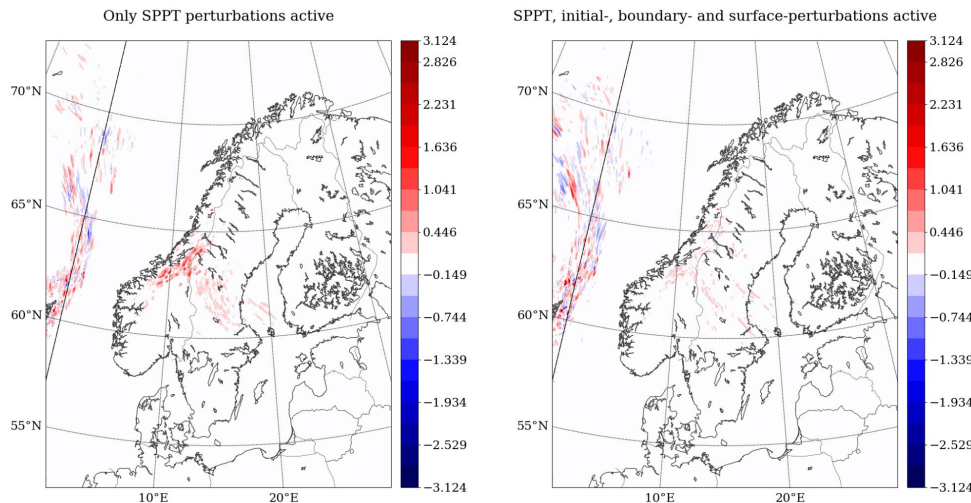 Only SPPT perturbations active
SPPT, initial-, boundary- and surface-perturbations active
70°N
65°N
60°N
55°N
10°E
20°E
3.124
2.826
2.231
1.636
1.041
0.446
−0.149
−0.744
−1.339
−1.934
−2.529
−3.124
70°N
65°N
60°N
55°N
10°E
20°E
3.124
2.826
2.231
1.636
1.041
0.446
−0.149
−0.744
−1.339
−1.934
−2.529
−3.124